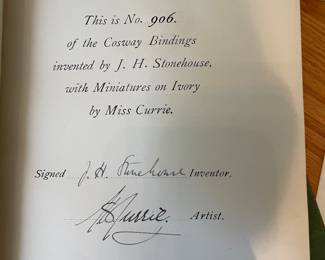 This is No. 906.
of the Cosway Bindings
invented by J. H. Stonehouse,
with Miniatures on Ivory
by Miss Currie.
Signed J. H. Stonehouse Inventor.
Currie. Artist.